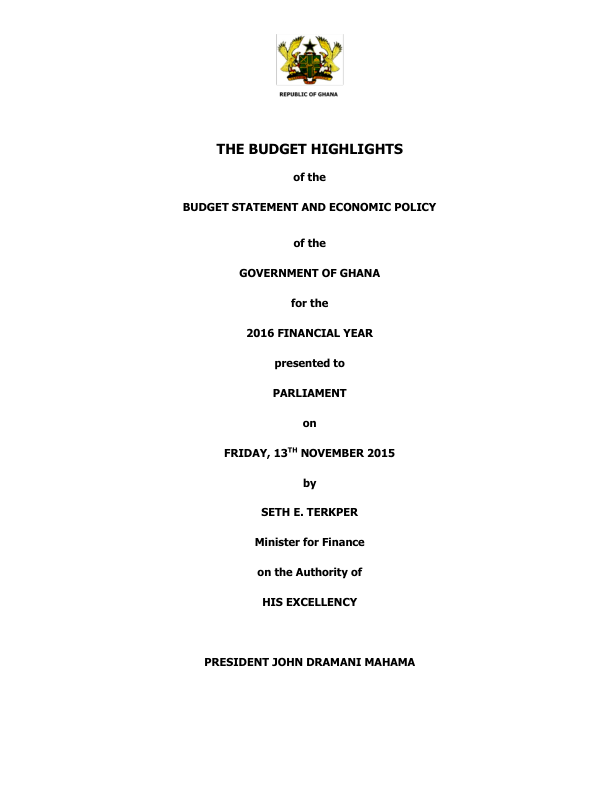 REPUBLIC OF GHANA
THE BUDGET HIGHLIGHTS
of the
BUDGET STATEMENT AND ECONOMIC POLICY
of the
GOVERNMENT OF GHANA
for the
2016 FINANCIAL YEAR
presented to
PARLIAMENT
on
FRIDAY, 13TH NOVEMBER 2015
by
SETH E. TERKPER
Minister for Finance
on the Authority of
HIS EXCELLENCY
PRESIDENT JOHN DRAMANI MAHAMA